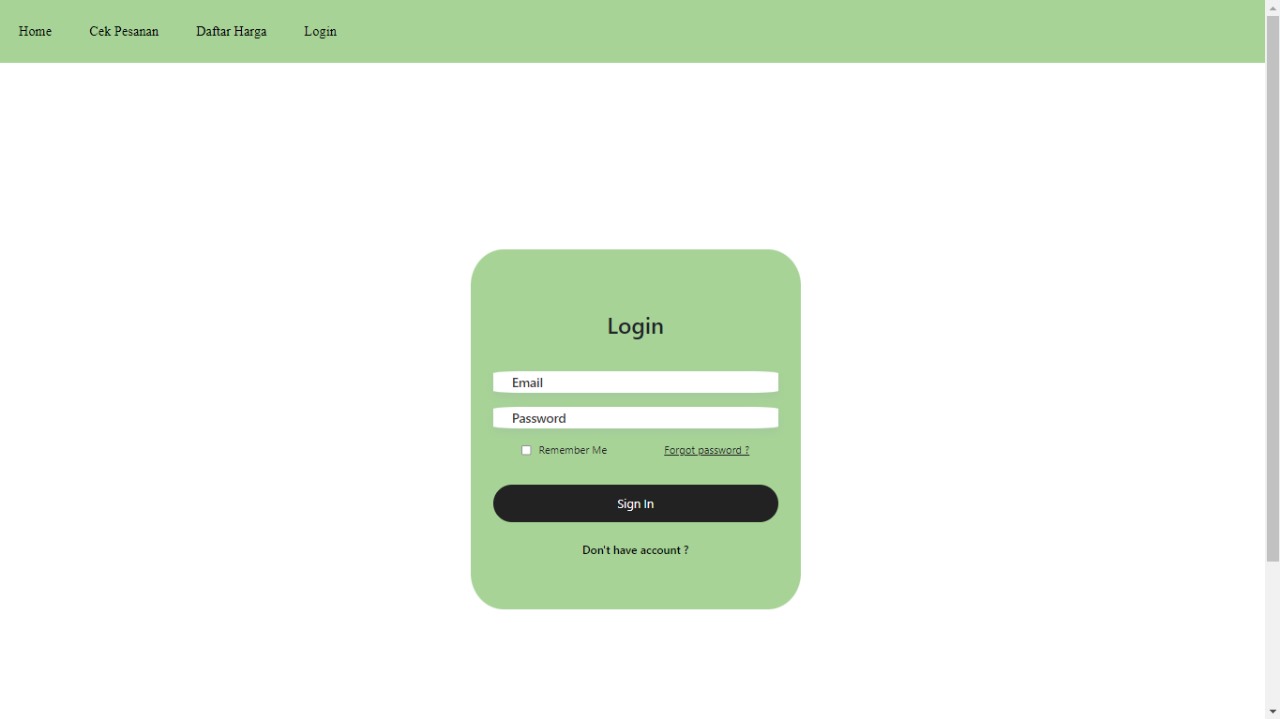 Home Cek Pesanan Daftar Harga Login
Login
Email
Password
Remember Me Forgot password ?
Sign In
Don't have account ?